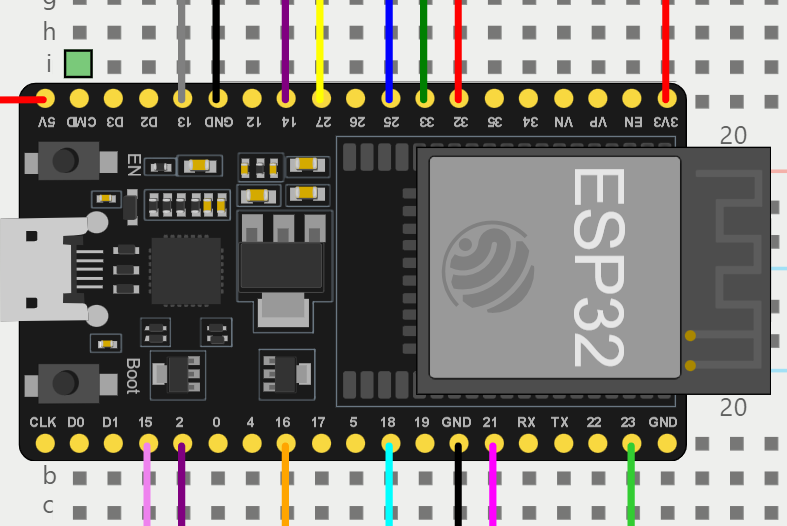 g
h
i
5V CMD D3 D2 13 GND 12 14 27 26 25 33 32 35 34 VN VP EN 3V3
20
EN
ESP32
Boot
20
CLK D0 D1 15 2 0 4 16 17 5 18 19 GND 21 RX TX 22 23 GND
b
c